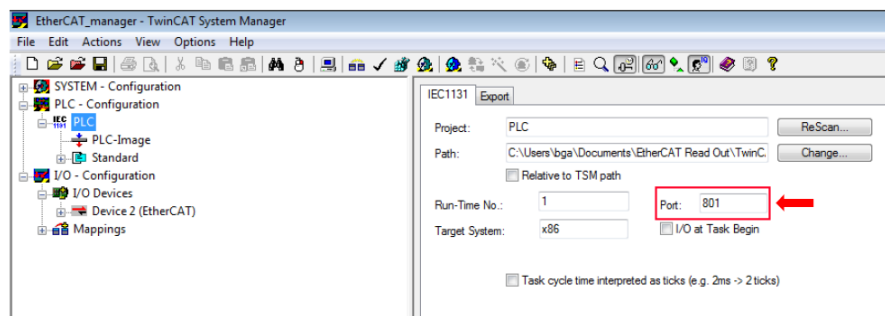 EtherCAT_manager - TwinCAT System Manager
File Edit Actions View Options Help
SYSTEM - Configuration
PLC - Configuration
IEC 1131 PLC
PLC-Image
Standard
I/O - Configuration
I/O Devices
Device 2 (EtherCAT)
Mappings
IEC1131 Export
Project: PLC ReScan...
Path: C:\Users\bga\Documents\EtherCAT Read Out\TwinC. Change...
Relative to TSM path
Run-Time No.: 1 Port: 801
Target System: x86 I/O at Task Begin
Task cycle time interpreted as ticks (e.g. 2ms -> 2 ticks)